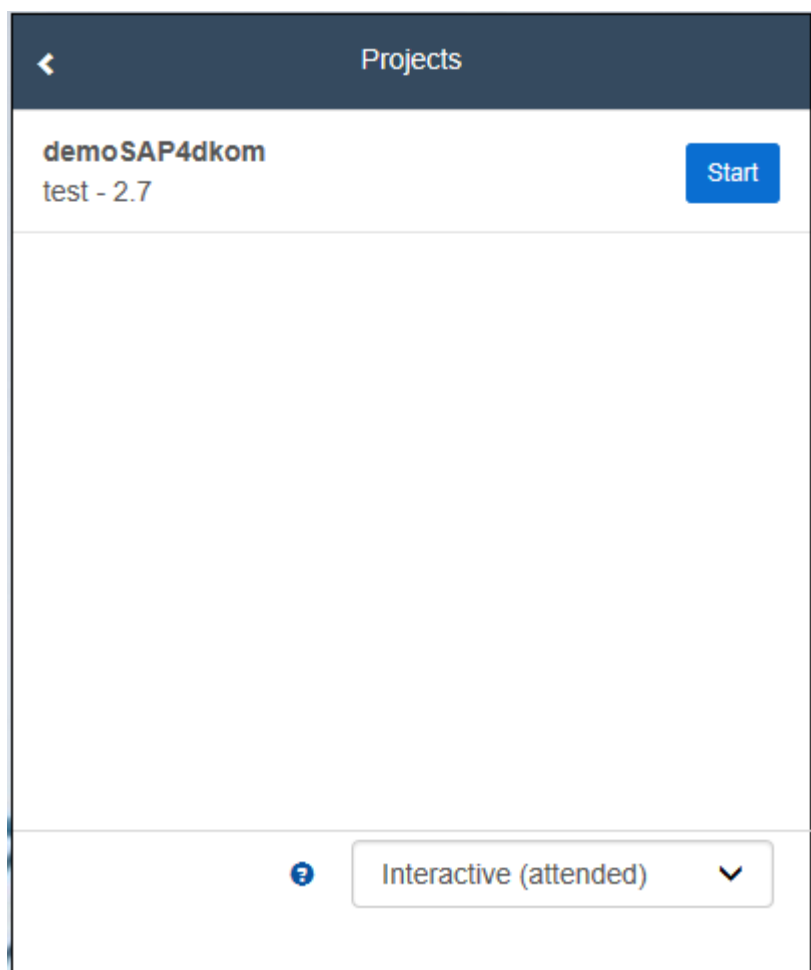 Projects
demoSAP4dkom
Start
test - 2.7
Interactive (attended)